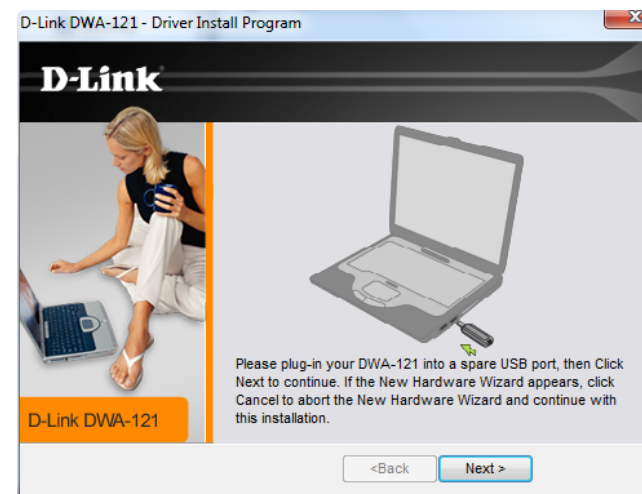 D-Link DWA-121 - Driver Install Program
D-Link
Please plug-in your DWA-121 into a spare USB port, then Click
Next to continue. If the New Hardware Wizard appears, click
Cancel to abort the New Hardware Wizard and continue with
this installation.
D-Link DWA-121
<Back
Next >